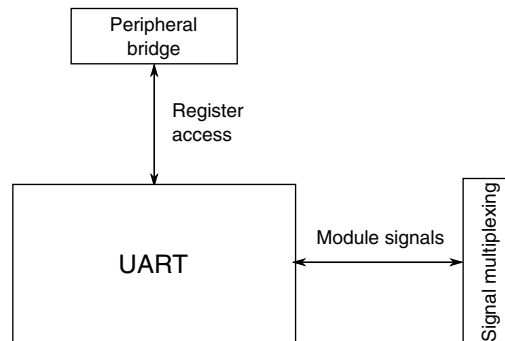 Peripheral
bridge
Register
access
UART
Module signals
Signal multiplexing